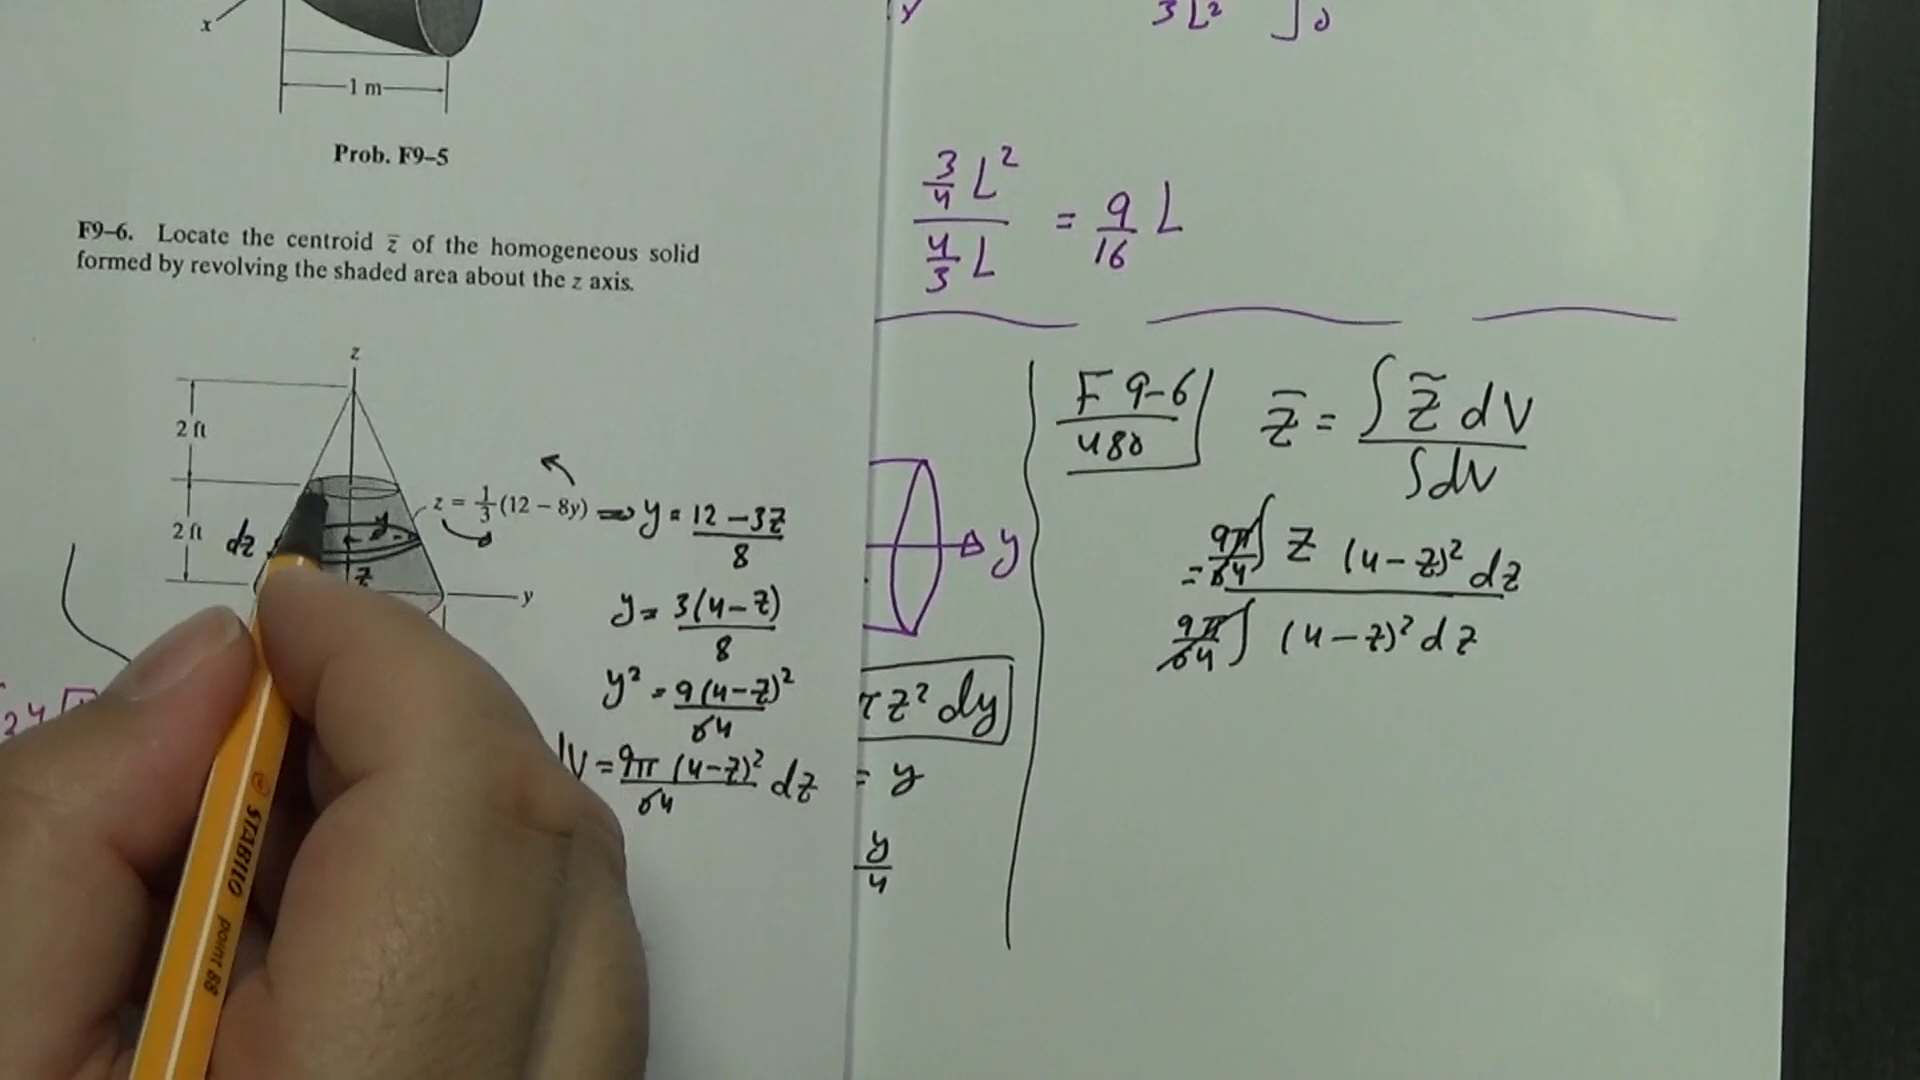 x
1 m
Prob. F9–5
F9–6. Locate the centroid z̄ of the homogeneous solid
formed by revolving the shaded area about the z axis.
z
2 ft
2 ft
dz
y
z
z = 1/3 (12 − 8y) ⇒ y = (12 − 3z)/8
y
y = 3(4 − z)/8
y² = 9(4 − z)²/64
dV = 9π (4 − z)²/64 dz
STABILO point 88
y
3L² ]0
(3/4 L²)/(4/3 L) = 9/16 L
y
πz² dy
= y
y/4
F 9-6
480
z̄ = ∫ z̃ dV / ∫ dV
= 9π/64 ∫ z (4 − z)² dz
9π/64 ∫ (4 − z)² dz